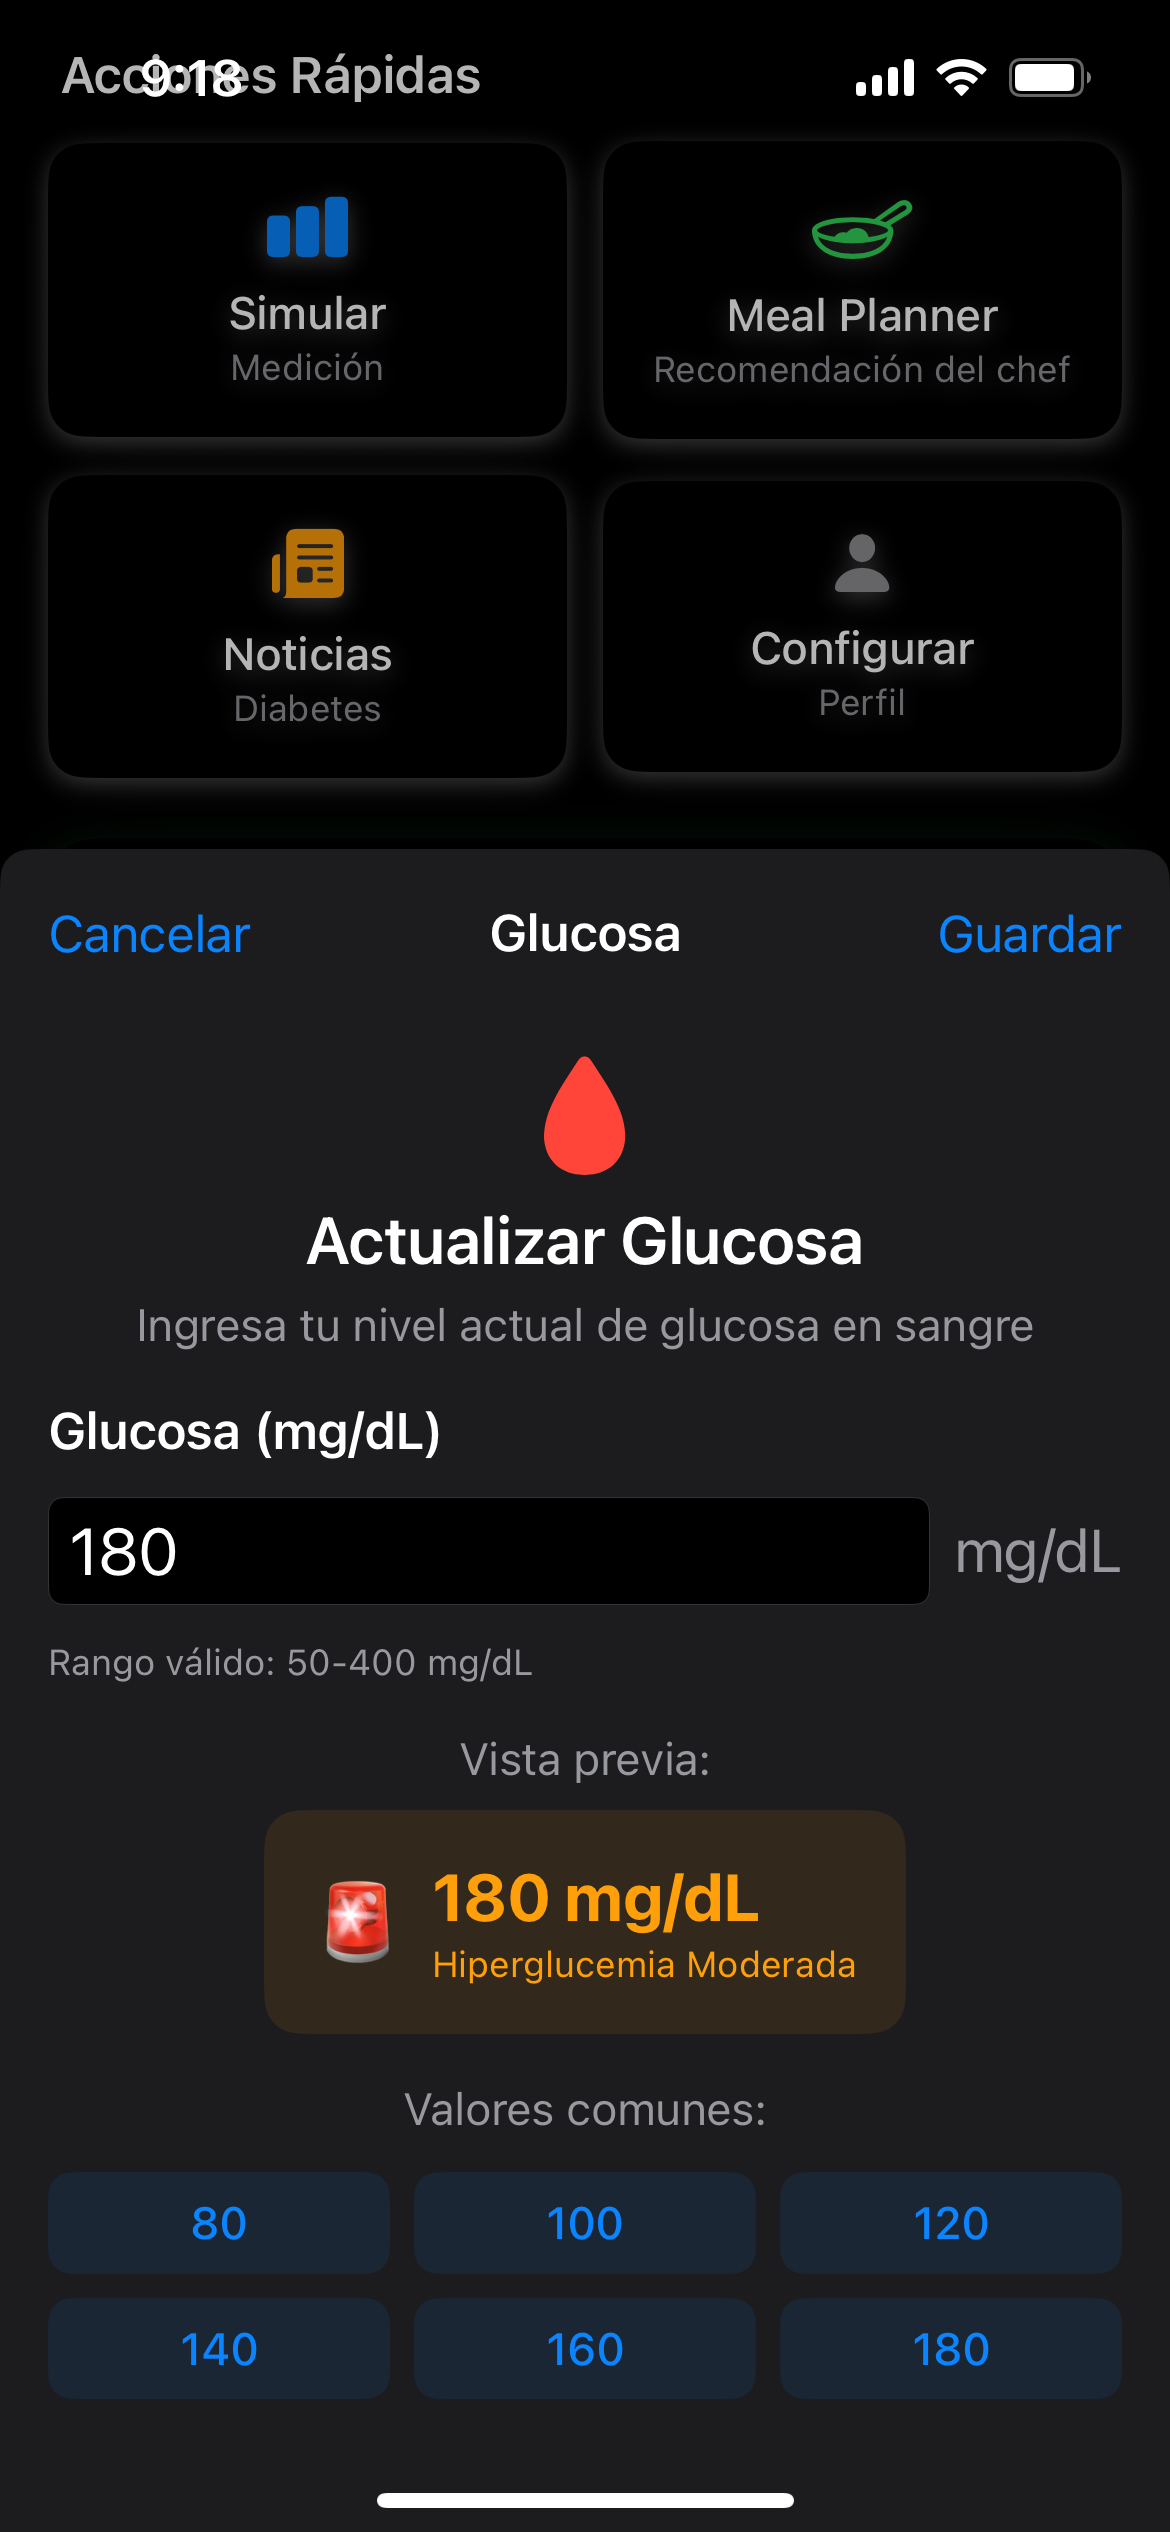 Acciones Rápidas
9:18
Simular
Medición
Meal Planner
Recomendación del chef
Noticias
Diabetes
Configurar
Perfil
Cancelar
Glucosa
Guardar
Actualizar Glucosa
Ingresa tu nivel actual de glucosa en sangre
Glucosa (mg/dL)
180
mg/dL
Rango válido: 50-400 mg/dL
Vista previa:
180 mg/dL
Hiperglucemia Moderada
Valores comunes:
80
100
120
140
160
180